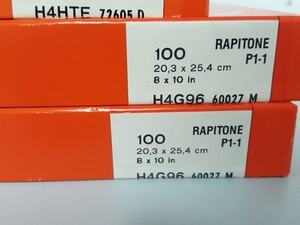 H4HTE 72605 D
100 RAPITONE
P1-1
20,3 x 25,4 cm
8 x 10 in
H4G96 60027 M
100 RAPITONE
P1-1
20,3 x 25,4 cm
8 x 10 in
H4G96 60027 M